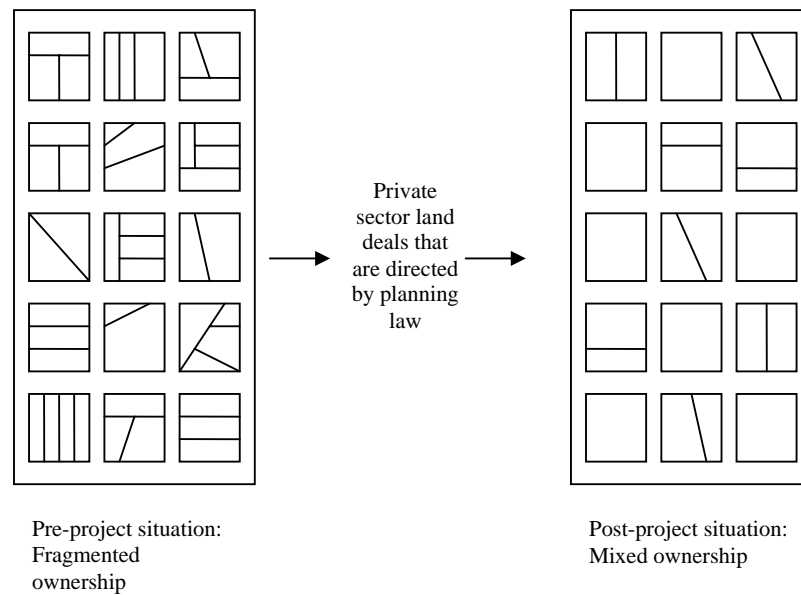 Private
sector land
deals that
are directed
by planning
law
Pre-project situation:
Fragmented
ownership
Post-project situation:
Mixed ownership